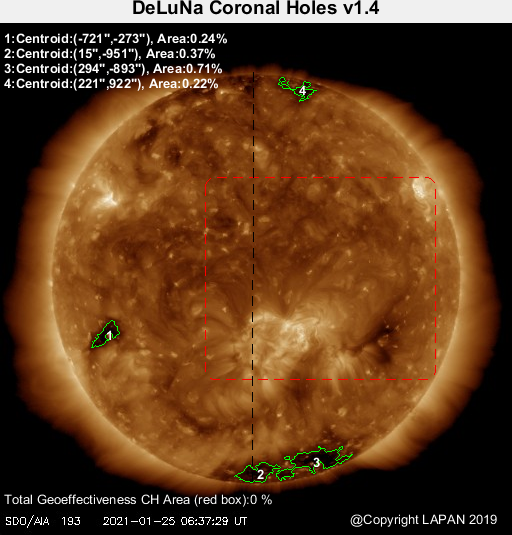 DeLuNa Coronal Holes v1.4
1:Centroid:(-721",-273"), Area:0.24%
2:Centroid:(15",-951"), Area:0.37%
3:Centroid:(294",-893"), Area:0.71%
4:Centroid:(221",922"), Area:0.22%
4
1
3
2
Total Geoeffectiveness CH Area (red box):0 %
SDO/AIA 193 2021-01-25 06:37:29 UT
@Copyright LAPAN 2019